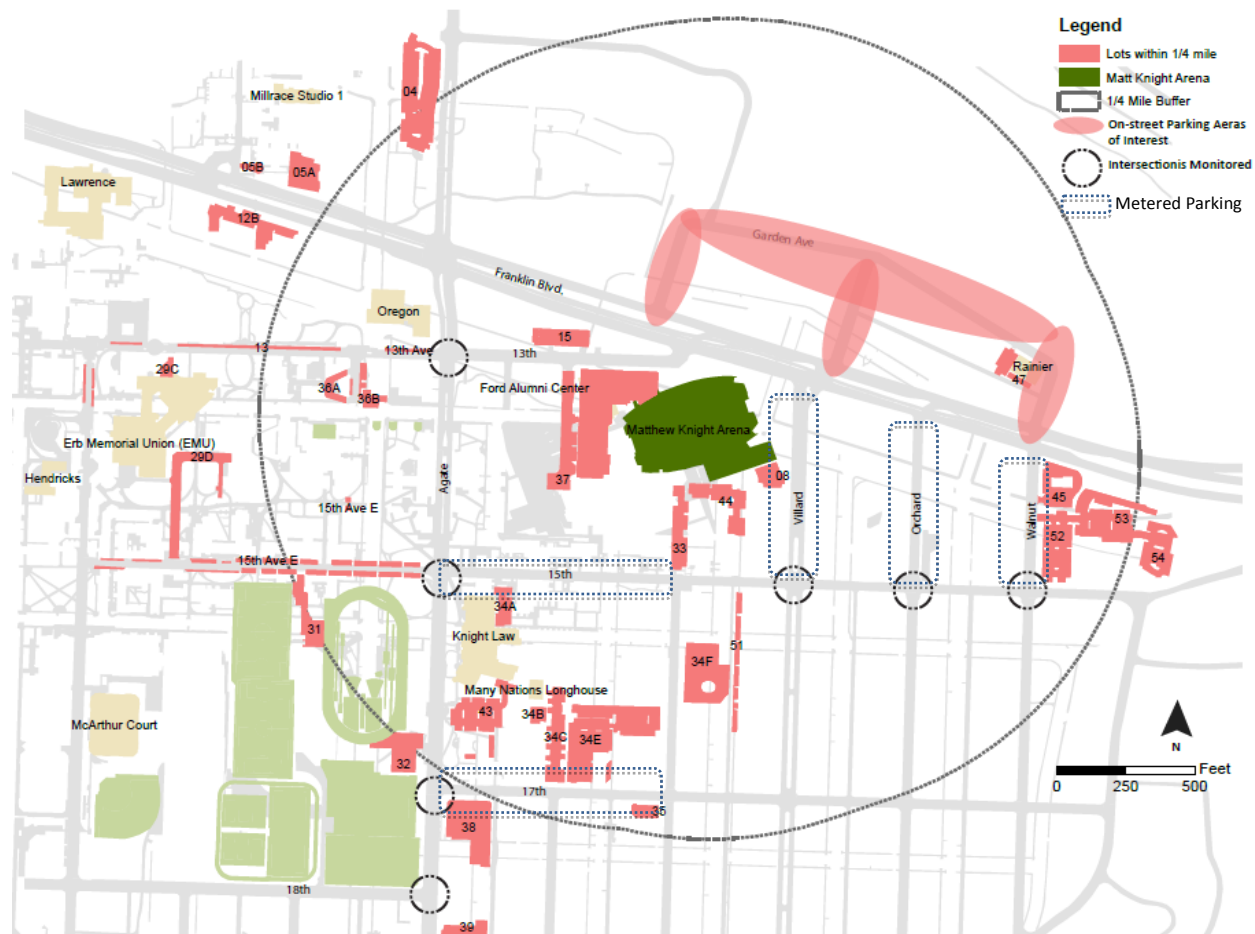 Legend
Lots within 1/4 mile
Matt Knight Arena
1/4 Mile Buffer
On-street Parking Aeras
of Interest
Intersectionis Monitored
Metered Parking
04
Millrace Studio 1
05B
05A
Lawrence
12B
Garden Ave
Franklin Blvd.
Oregon
15
13
13th Ave
13th
29C
36A
36B
Ford Alumni Center
Rainier
47
Erb Memorial Union (EMU)
29D
Matthew Knight Arena
Hendricks
37
08
Agate
15th Ave E
44
Villard
Orchard
Walnut
45
53
52
54
33
15th Ave E
15th
34A
31
Knight Law
51
34F
Many Nations Longhouse
43
34B
34C
34E
McArthur Court
32
N
Feet
0
250
500
17th
35
38
18th
39